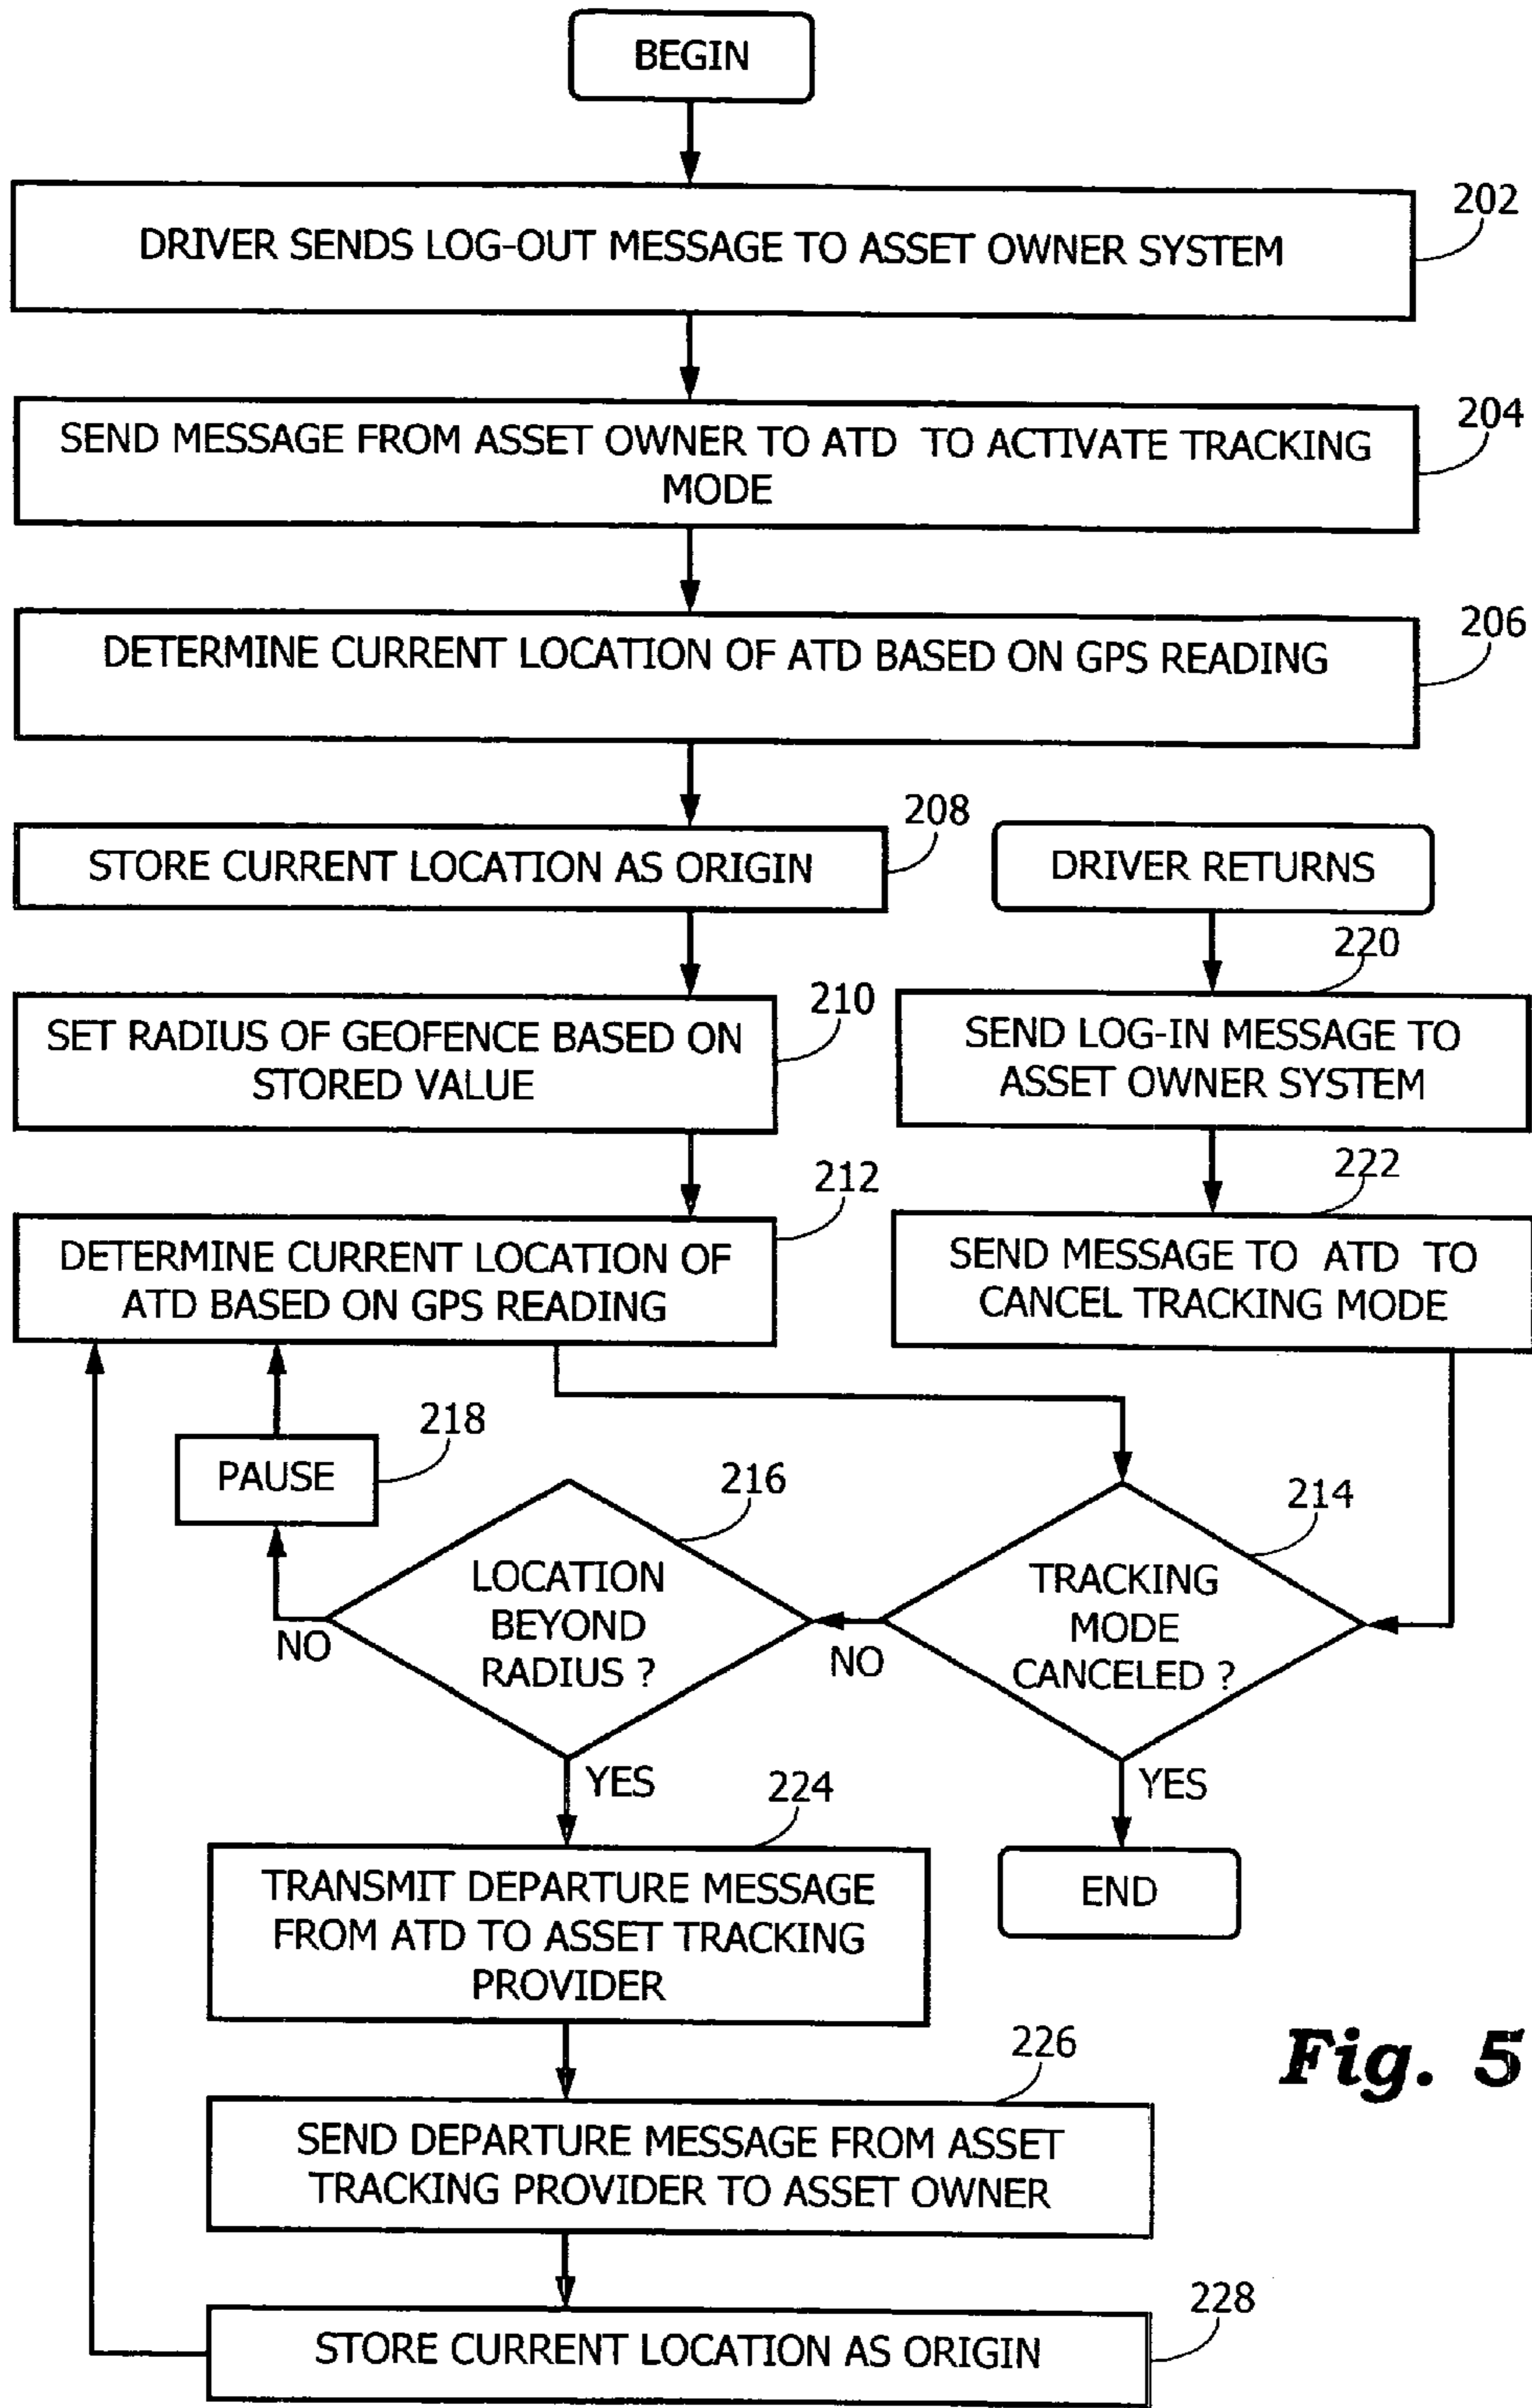 BEGIN
202
DRIVER SENDS LOG-OUT MESSAGE TO ASSET OWNER SYSTEM
204
SEND MESSAGE FROM ASSET OWNER TO ATD TO ACTIVATE TRACKING
MODE
206
DETERMINE CURRENT LOCATION OF ATD BASED ON GPS READING
208
STORE CURRENT LOCATION AS ORIGIN
DRIVER RETURNS
210
SET RADIUS OF GEOFENCE BASED ON
STORED VALUE
220
SEND LOG-IN MESSAGE TO
ASSET OWNER SYSTEM
212
DETERMINE CURRENT LOCATION OF
ATD BASED ON GPS READING
222
SEND MESSAGE TO ATD TO
CANCEL TRACKING MODE
218
PAUSE
216
LOCATION
BEYOND
RADIUS ?
NO
214
TRACKING
MODE
CANCELED ?
NO
YES
YES
224
TRANSMIT DEPARTURE MESSAGE
FROM ATD TO ASSET TRACKING
PROVIDER
END
226
SEND DEPARTURE MESSAGE FROM ASSET
TRACKING PROVIDER TO ASSET OWNER
228
STORE CURRENT LOCATION AS ORIGIN
Fig. 5